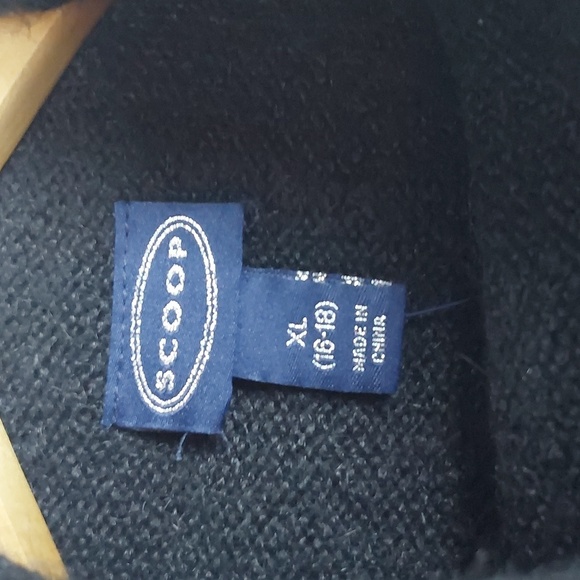 SCOOP
XL
(16-18)
MADE IN
CHINA